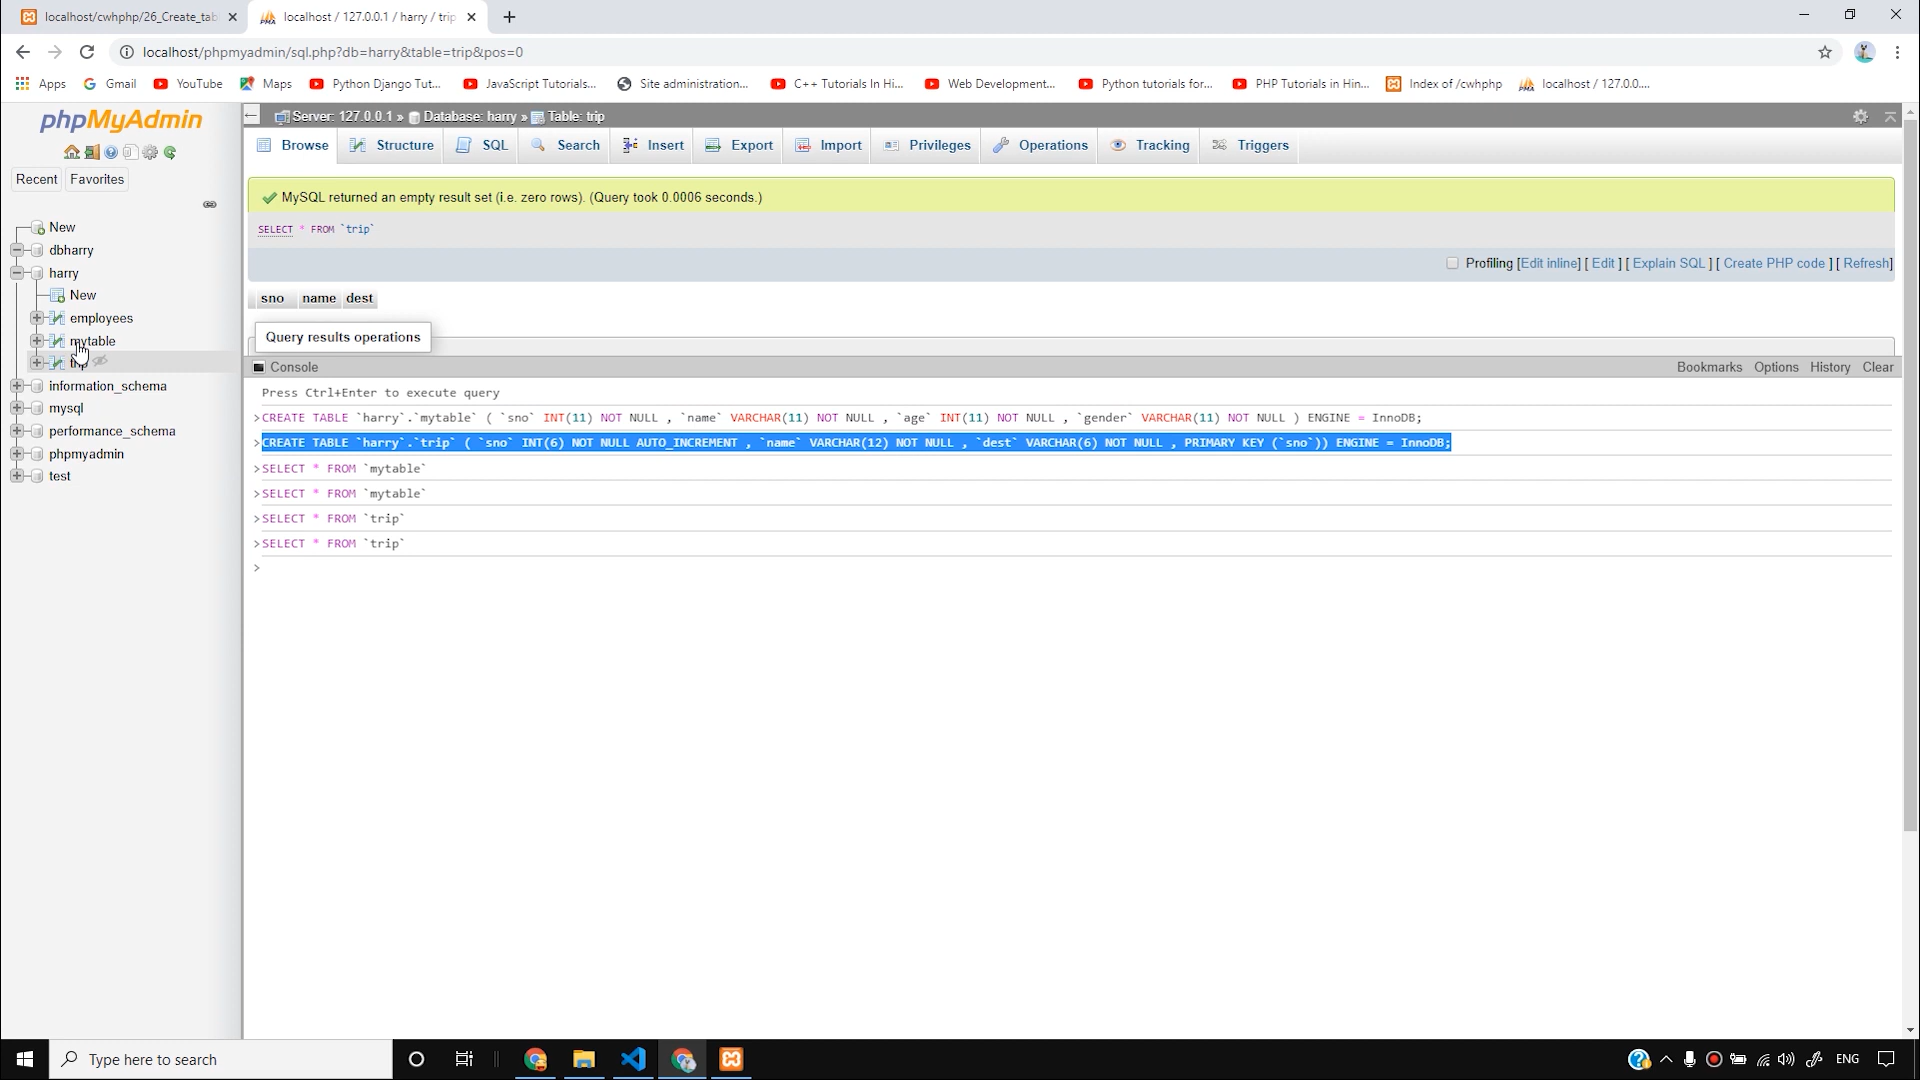 localhost/cwhphp/26_Create_tab
localhost / 127.0.0.1 / harry / trip
localhost/phpmyadmin/sql.php?db=harry&table=trip&pos=0
Apps Gmail YouTube Maps Python Django Tut... JavaScript Tutorials... Site administration... C++ Tutorials In Hi... Web Development... Python tutorials for... PHP Tutorials in Hin... Index of /cwhphp localhost / 127.0.0....
phpMyAdmin
Recent Favorites
New
dbharry
harry
New
employees
mytable
information_schema
mysql
performance_schema
phpmyadmin
test
Server: 127.0.0.1 » Database: harry » Table: trip
Browse Structure SQL Search Insert Export Import Privileges Operations Tracking Triggers
MySQL returned an empty result set (i.e. zero rows). (Query took 0.0006 seconds.)
SELECT * FROM `trip`
Profiling [Edit inline] [ Edit ] [ Explain SQL ] [ Create PHP code ] [ Refresh]
sno name dest
Query results operations
Console Bookmarks Options History Clear
Press Ctrl+Enter to execute query
>CREATE TABLE `harry`.`mytable` ( `sno` INT(11) NOT NULL , `name` VARCHAR(11) NOT NULL , `age` INT(11) NOT NULL , `gender` VARCHAR(11) NOT NULL ) ENGINE = InnoDB;
>CREATE TABLE `harry`.`trip` ( `sno` INT(6) NOT NULL AUTO_INCREMENT , `name` VARCHAR(12) NOT NULL , `dest` VARCHAR(6) NOT NULL , PRIMARY KEY (`sno`)) ENGINE = InnoDB;
>SELECT * FROM `mytable`
>SELECT * FROM `mytable`
>SELECT * FROM `trip`
>SELECT * FROM `trip`
>
Type here to search
ENG